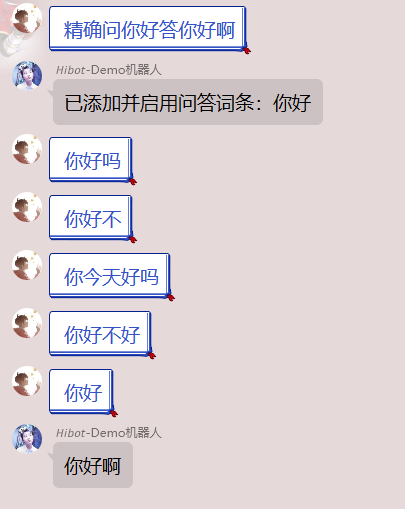 精确问你好答你好啊
Hibot-Demo机器人
已添加并启用问答词条：你好
你好吗
你好不
你今天好吗
你好不好
你好
Hibot-Demo机器人
你好啊